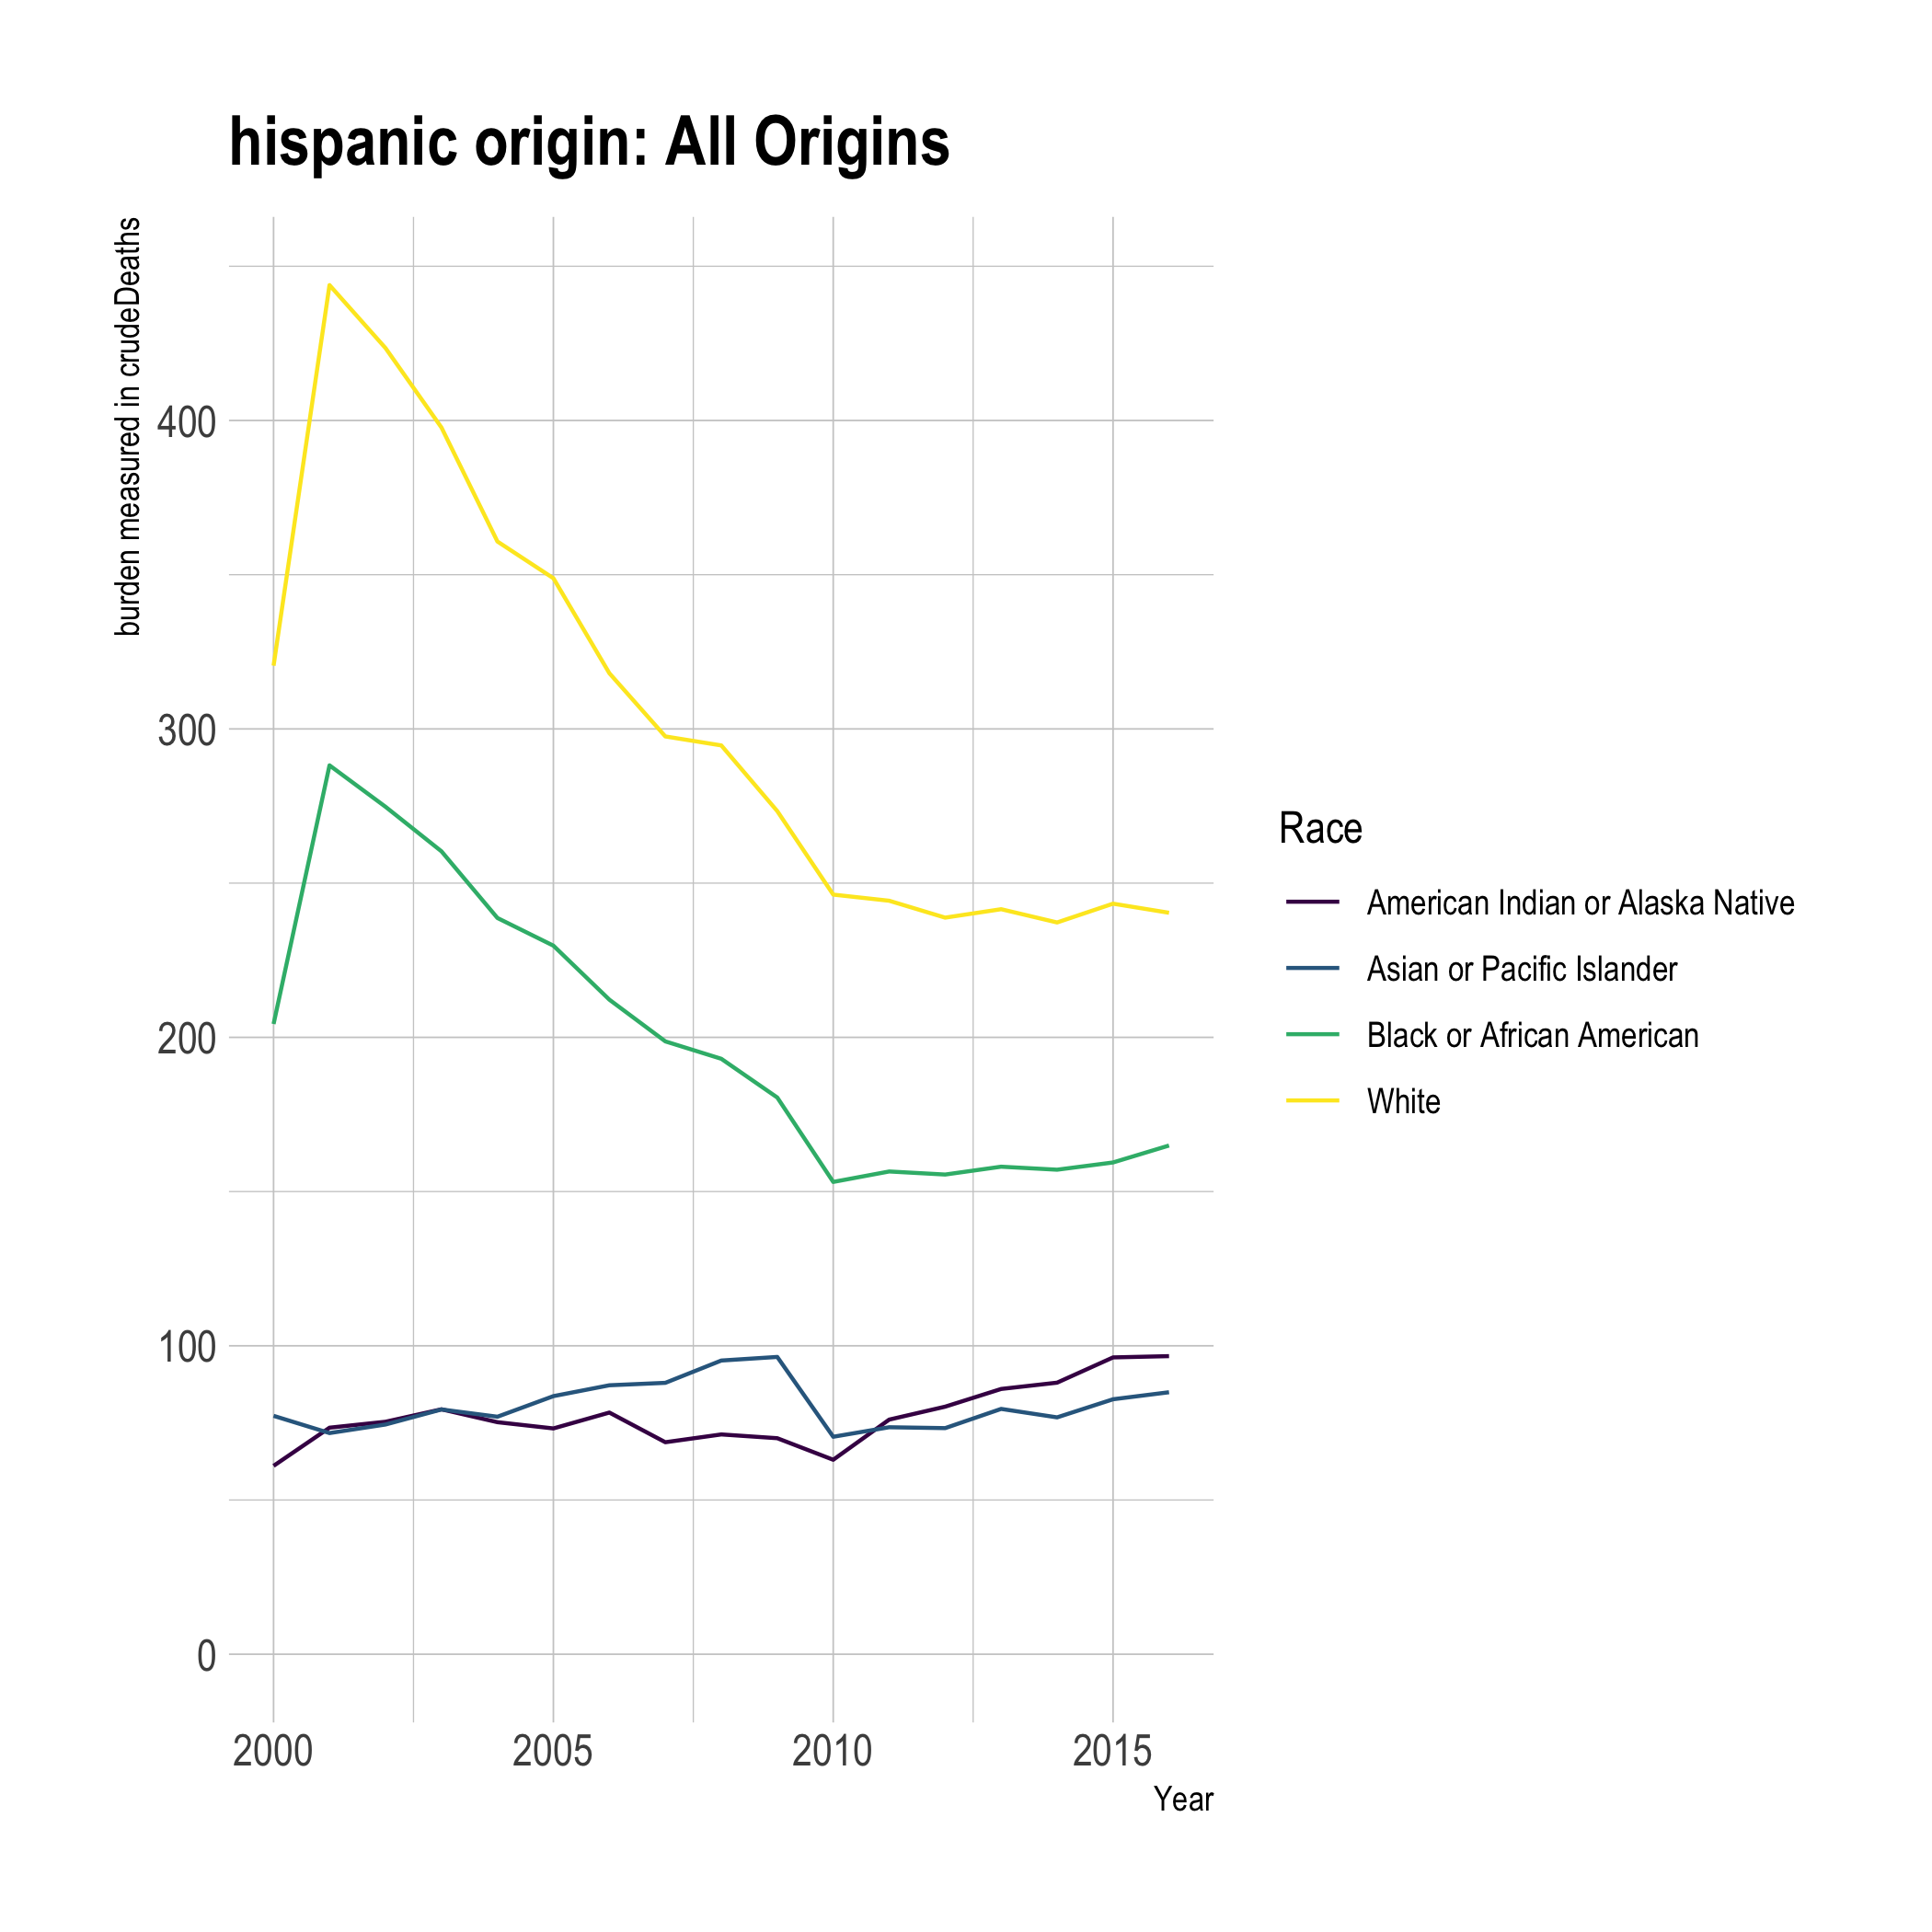 hispanic origin: All Origins
burden measured in crudeDeaths
400
300
200
100
0
2000 2005 2010 2015
Year
Race
American Indian or Alaska Native
Asian or Pacific Islander
Black or African American
White